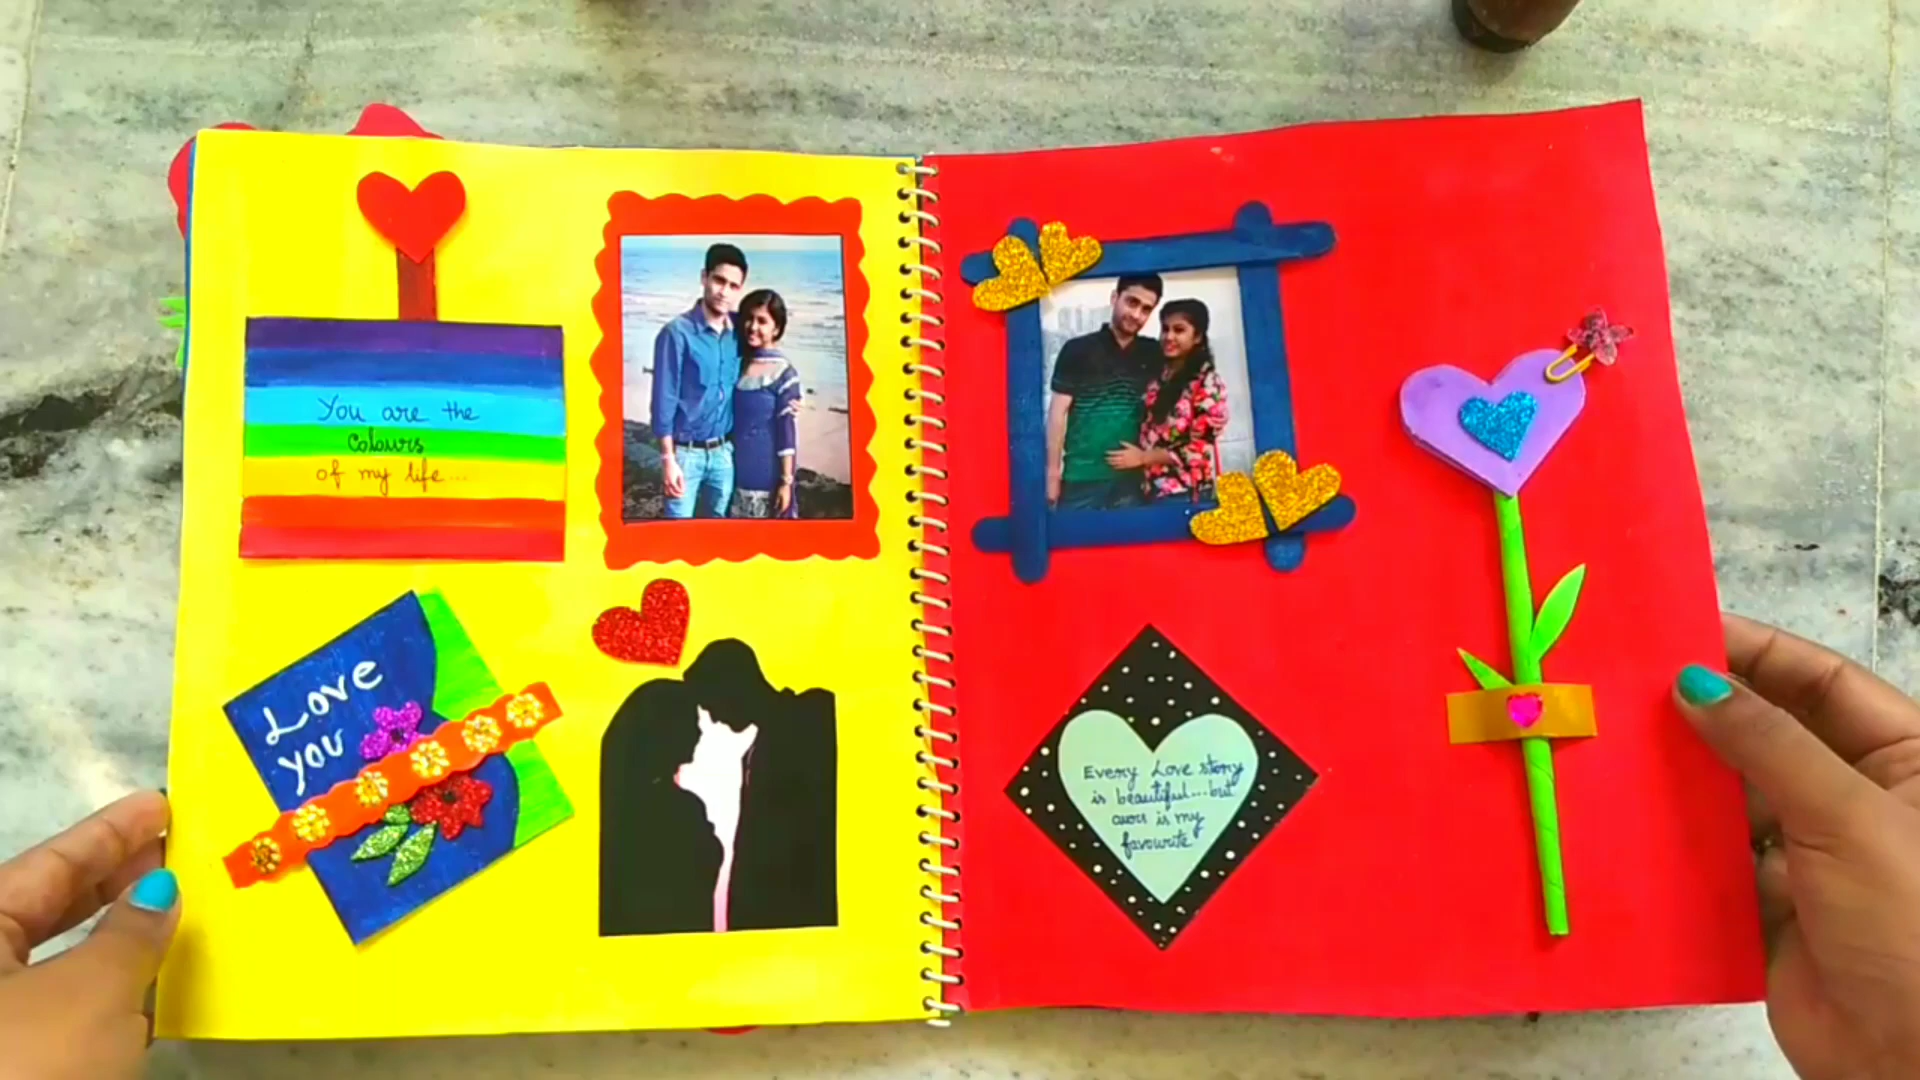 You are the
Colours
of my life...
Love
you
Every Love story
is beautiful...but
ours is my
favourite